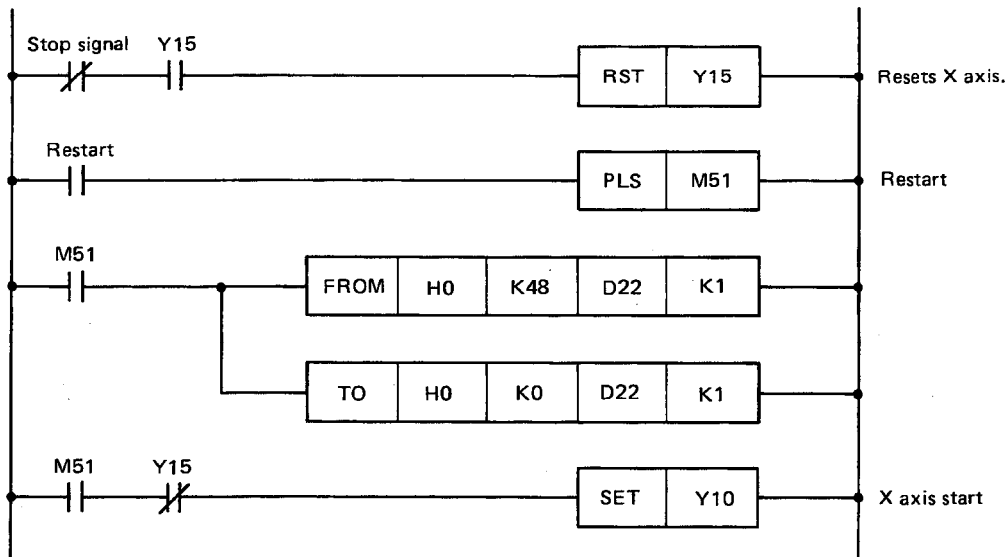 Stop signal Y15
RST Y15 Resets X axis.
Restart
PLS M51 Restart
M51
FROM H0 K48 D22 K1
TO H0 K0 D22 K1
M51 Y15
SET Y10 X axis start